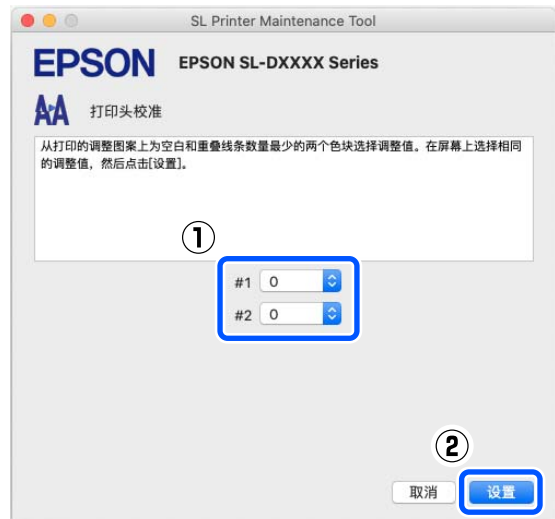 SL Printer Maintenance Tool
EPSON EPSON SL-DXXXX Series
打印头校准
从打印的调整图案上为空白和重叠线条数量最少的两个色块选择调整值。在屏幕上选择相同
的调整值，然后点击[设置]。
①
#1 0
#2 0
②
取消 设置